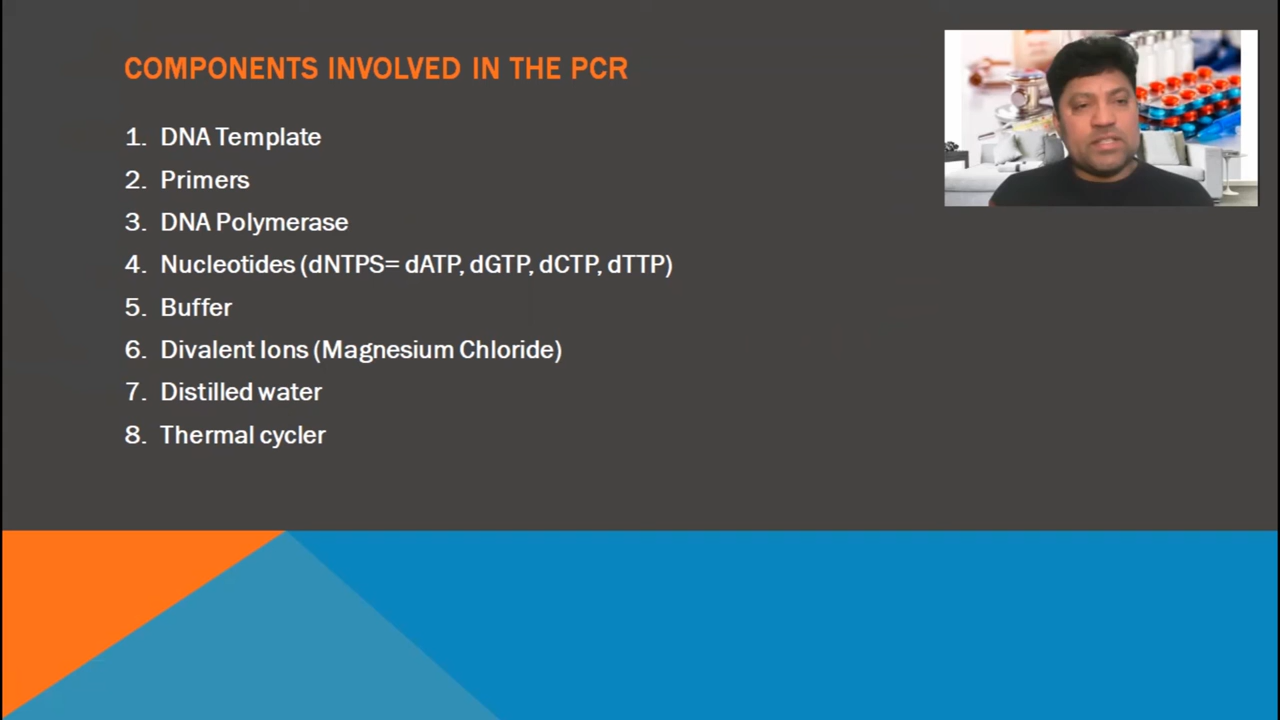 COMPONENTS INVOLVED IN THE PCR
1. DNA Template
2. Primers
3. DNA Polymerase
4. Nucleotides (dNTPS= dATP, dGTP, dCTP, dTTP)
5. Buffer
6. Divalent Ions (Magnesium Chloride)
7. Distilled water
8. Thermal cycler